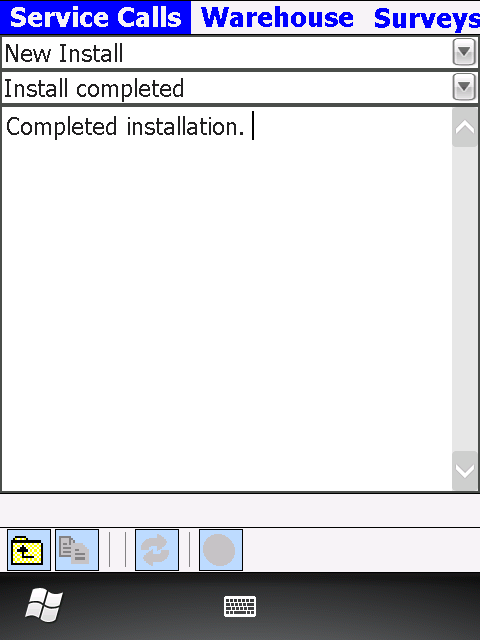 Service Calls Warehouse Surveys
New Install
Install completed
Completed installation.